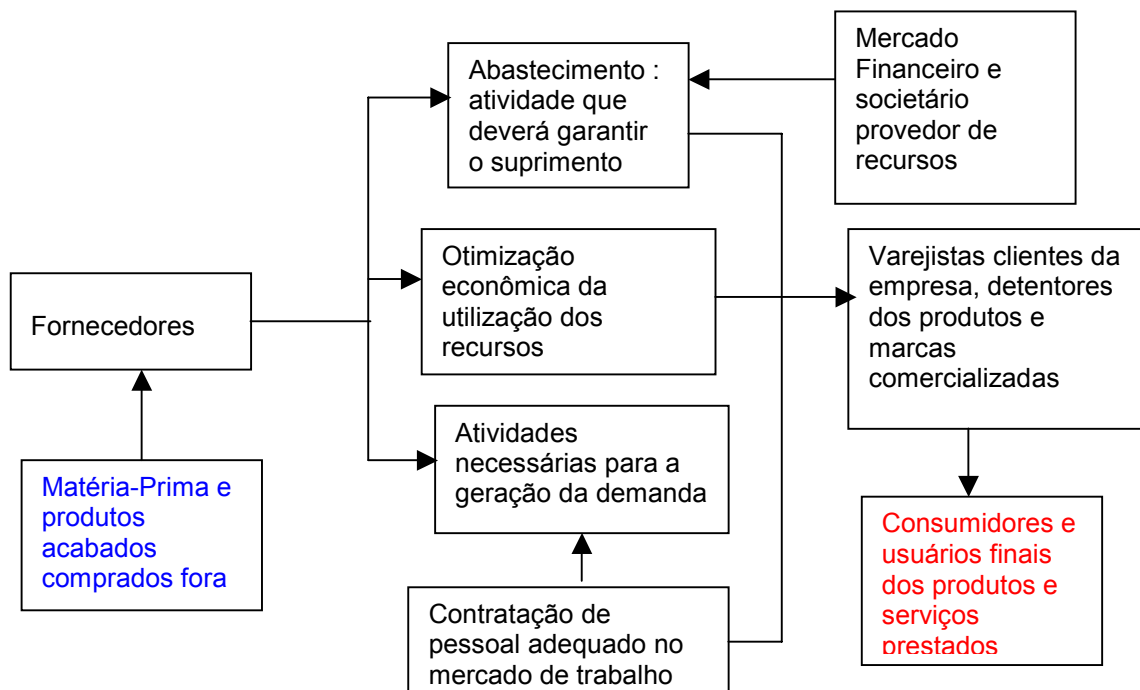 Abastecimento :
atividade que
deverá garantir
o suprimento
Mercado
Financeiro e
societário
provedor de
recursos
Otimização
econômica da
utilização dos
recursos
Varejistas clientes da
empresa, detentores
dos produtos e
marcas
comercializadas
Fornecedores
Atividades
necessárias para a
geração da demanda
Matéria-Prima e
produtos
acabados
comprados fora
Consumidores e
usuários finais
dos produtos e
serviços
prestados
Contratação de
pessoal adequado no
mercado de trabalho